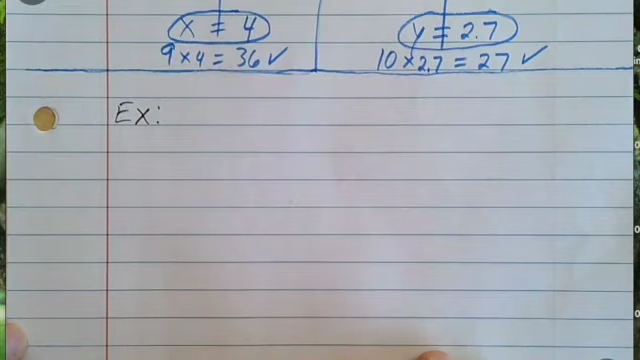 x = 4
y = 2.7
9 × 4 = 36 ✓
10 × 2.7 = 27 ✓
Ex: